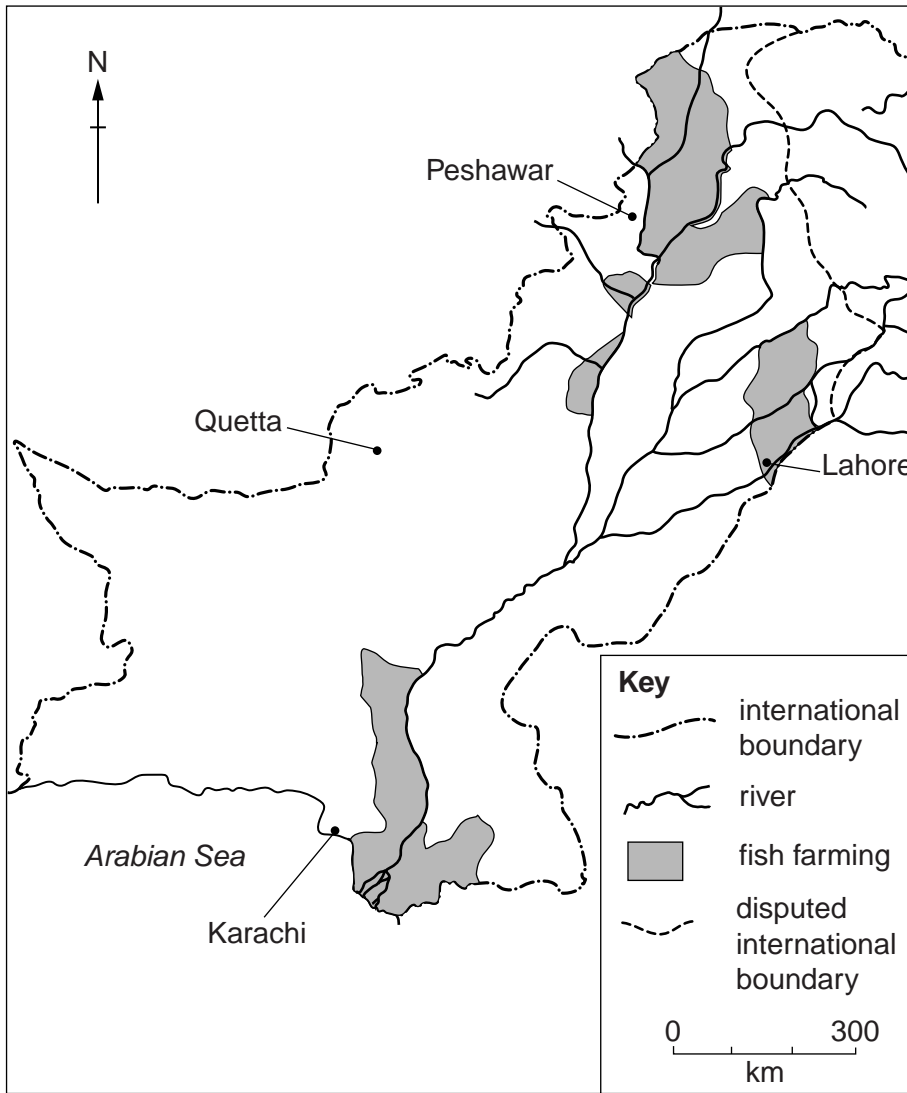 N
Peshawar
Quetta
Lahore
Arabian Sea
Karachi
Key
international
boundary
river
fish farming
disputed
international
boundary
0 300
km